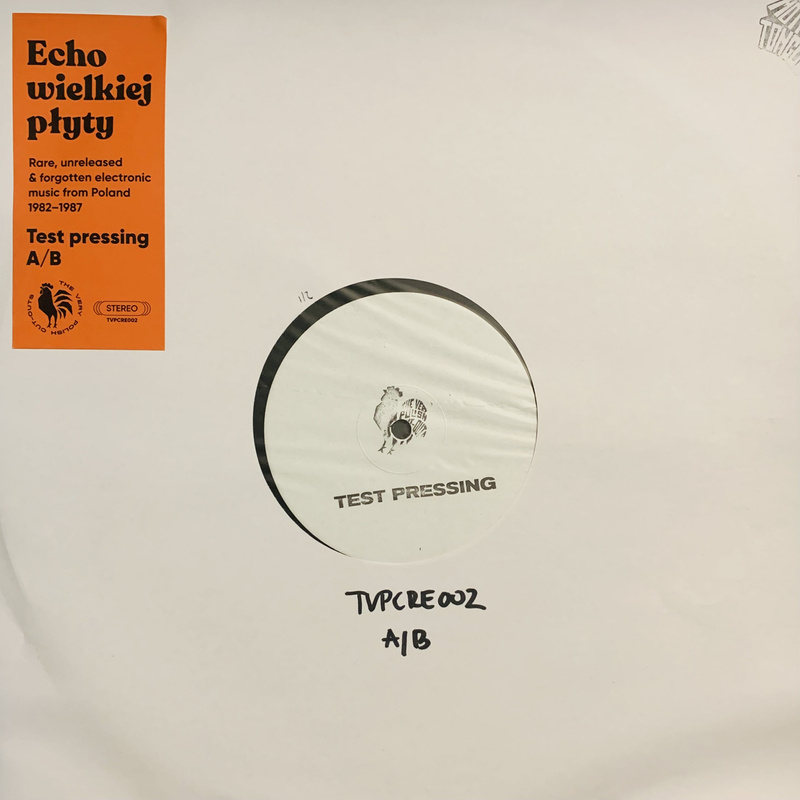 Echo
wielkiej
płyty
Rare, unreleased
& forgotten electronic
music from Poland
1982–1987
Test pressing
A/B
THE VERY POLISH CUT-OUTS
STEREO
TVPCRE002
1/2
POLISH
TEST PRESSING
TVPCRE002
A/B